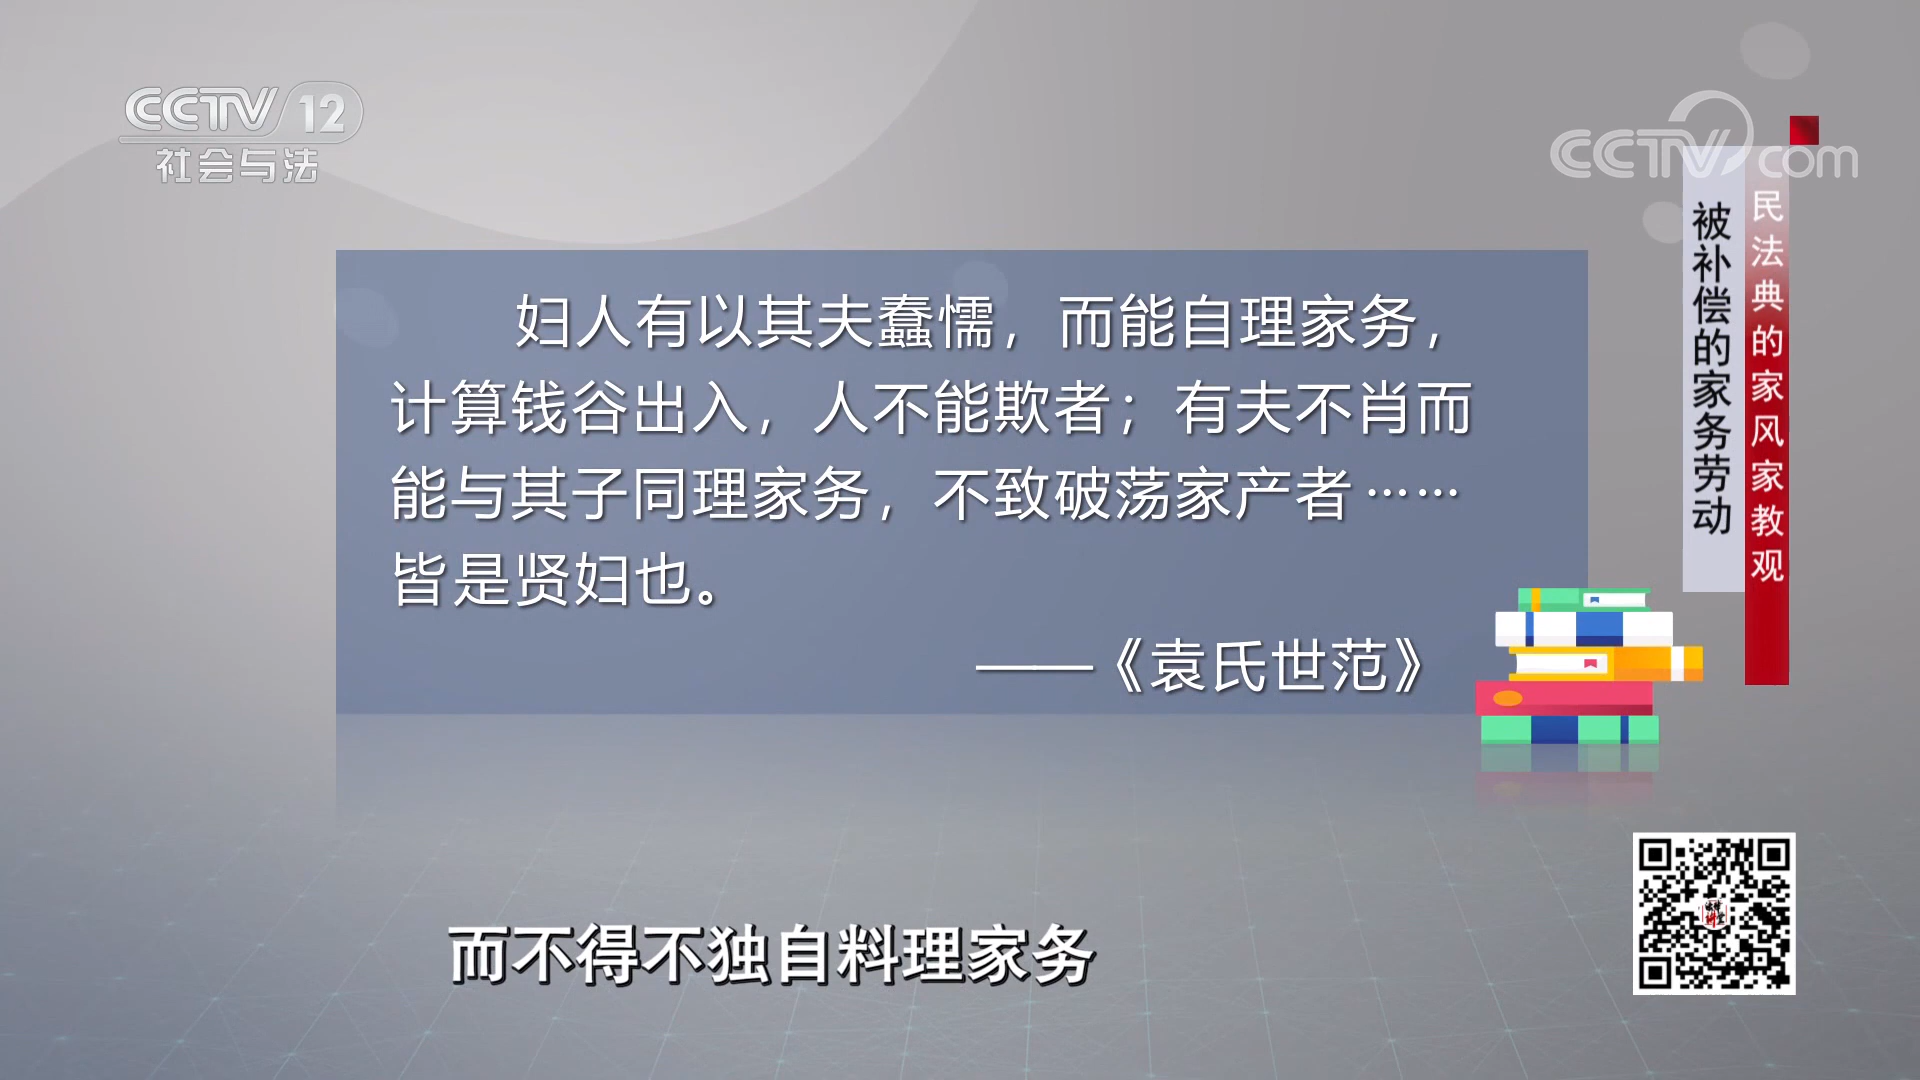 CCTV 12
社会与法
CCTV.com
民法典的家风家教观
被补偿的家务劳动
妇人有以其夫蠢懦，而能自理家务，
计算钱谷出入，人不能欺者；有夫不肖而
能与其子同理家务，不致破荡家产者……
皆是贤妇也。
——《袁氏世范》
而不得不独自料理家务